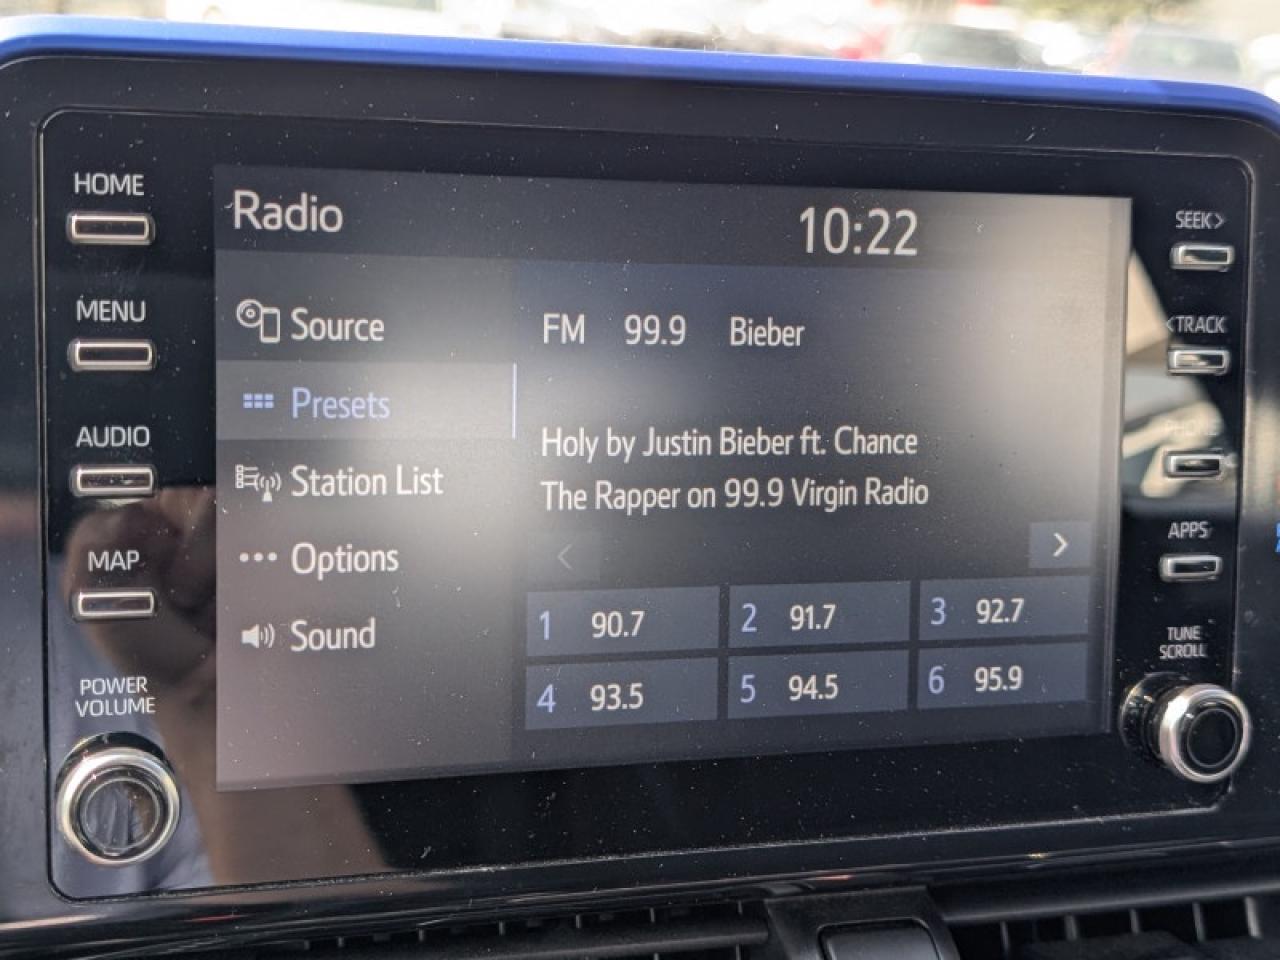 HOME
MENU
AUDIO
MAP
POWER
VOLUME
Radio
10:22
Source
Presets
Station List
Options
Sound
FM 99.9 Bieber
Holy by Justin Bieber ft. Chance
The Rapper on 99.9 Virgin Radio
1 90.7
2 91.7
3 92.7
4 93.5
5 94.5
6 95.9
SEEK>
<TRACK
PHONE
APPS
TUNE
SCROLL